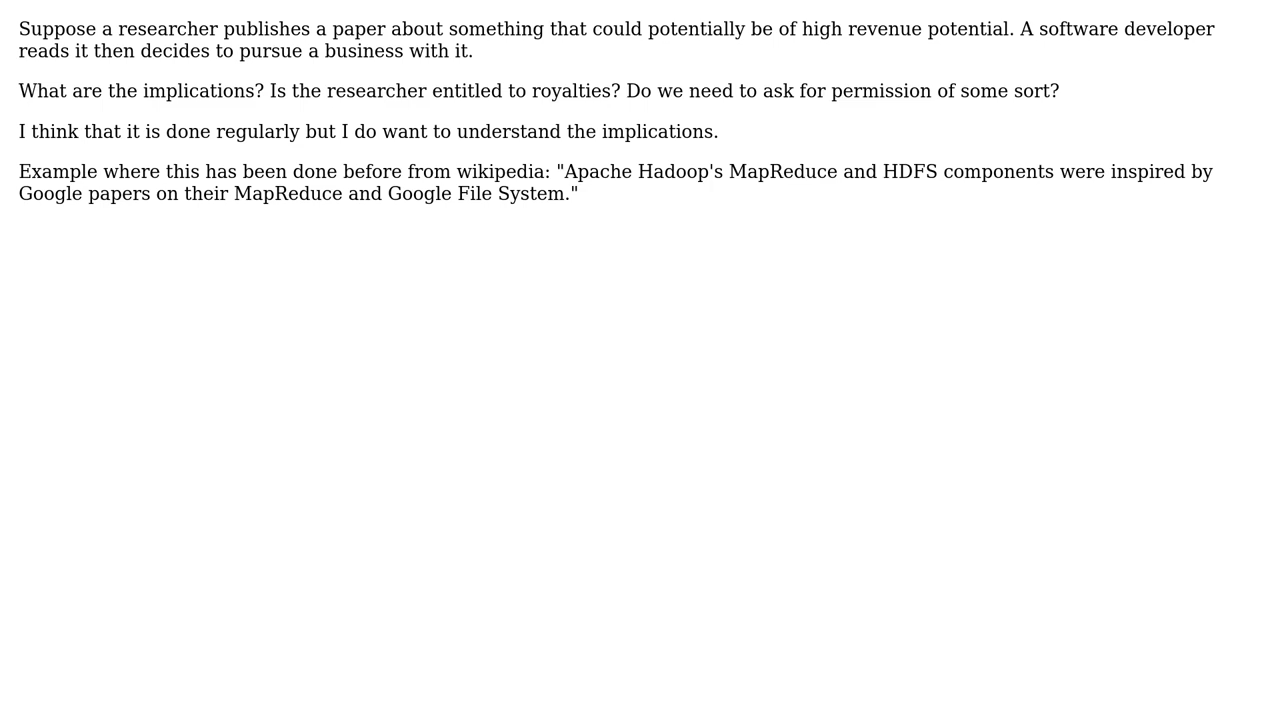 Suppose a researcher publishes a paper about something that could potentially be of high revenue potential. A software developer
reads it then decides to pursue a business with it.
What are the implications? Is the researcher entitled to royalties? Do we need to ask for permission of some sort?
I think that it is done regularly but I do want to understand the implications.
Example where this has been done before from wikipedia: "Apache Hadoop's MapReduce and HDFS components were inspired by
Google papers on their MapReduce and Google File System."